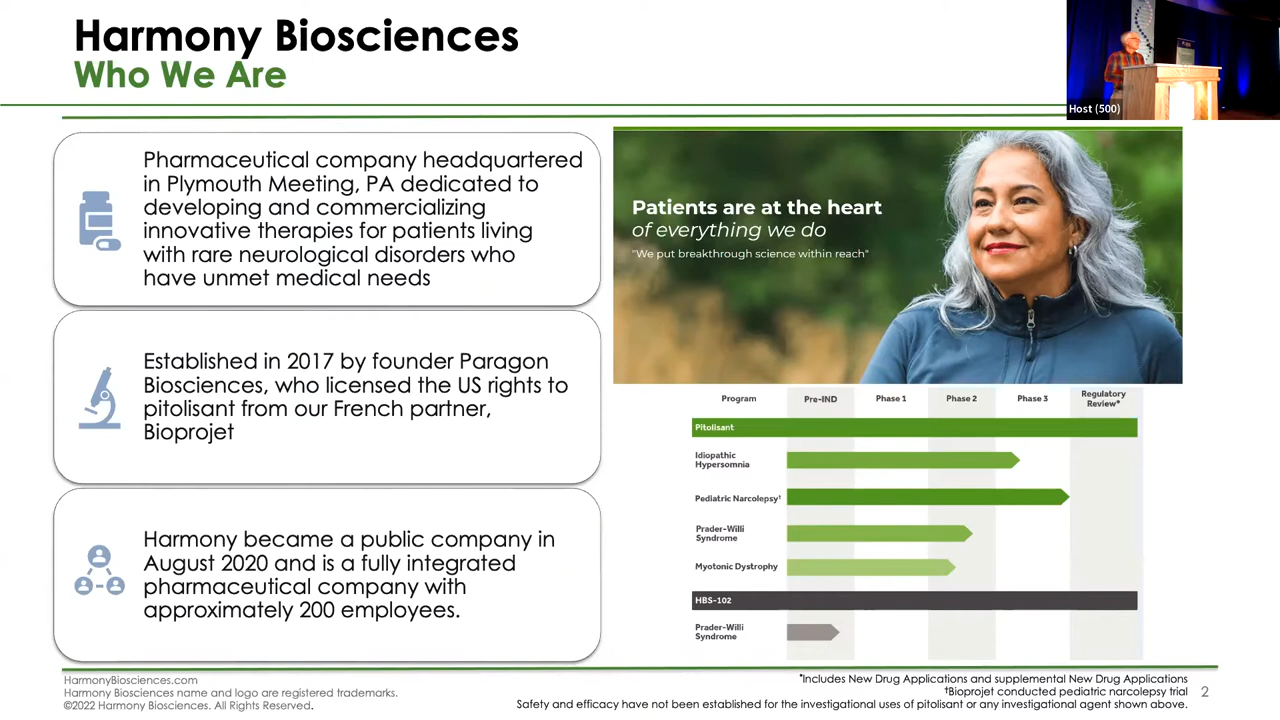 Harmony Biosciences
Who We Are
Host (500)
Pharmaceutical company headquartered
in Plymouth Meeting, PA dedicated to
developing and commercializing
innovative therapies for patients living
with rare neurological disorders who
have unmet medical needs
Established in 2017 by founder Paragon
Biosciences, who licensed the US rights to
pitolisant from our French partner,
Bioprojet
Harmony became a public company in
August 2020 and is a fully integrated
pharmaceutical company with
approximately 200 employees.
Patients are at the heart
of everything we do
"We put breakthrough science within reach"
Program Pre-IND Phase 1 Phase 2 Phase 3 Regulatory
Review*
Pitolisant
Idiopathic
Hypersomnia
Pediatric Narcolepsy†
Prader-Willi
Syndrome
Myotonic Dystrophy
HBS-102
Prader-Willi
Syndrome
HarmonyBiosciences.com
Harmony Biosciences name and logo are registered trademarks.
©2022 Harmony Biosciences. All Rights Reserved.
*Includes New Drug Applications and supplemental New Drug Applications
†Bioprojet conducted pediatric narcolepsy trial
Safety and efficacy have not been established for the investigational uses of pitolisant or any investigational agent shown above.
2